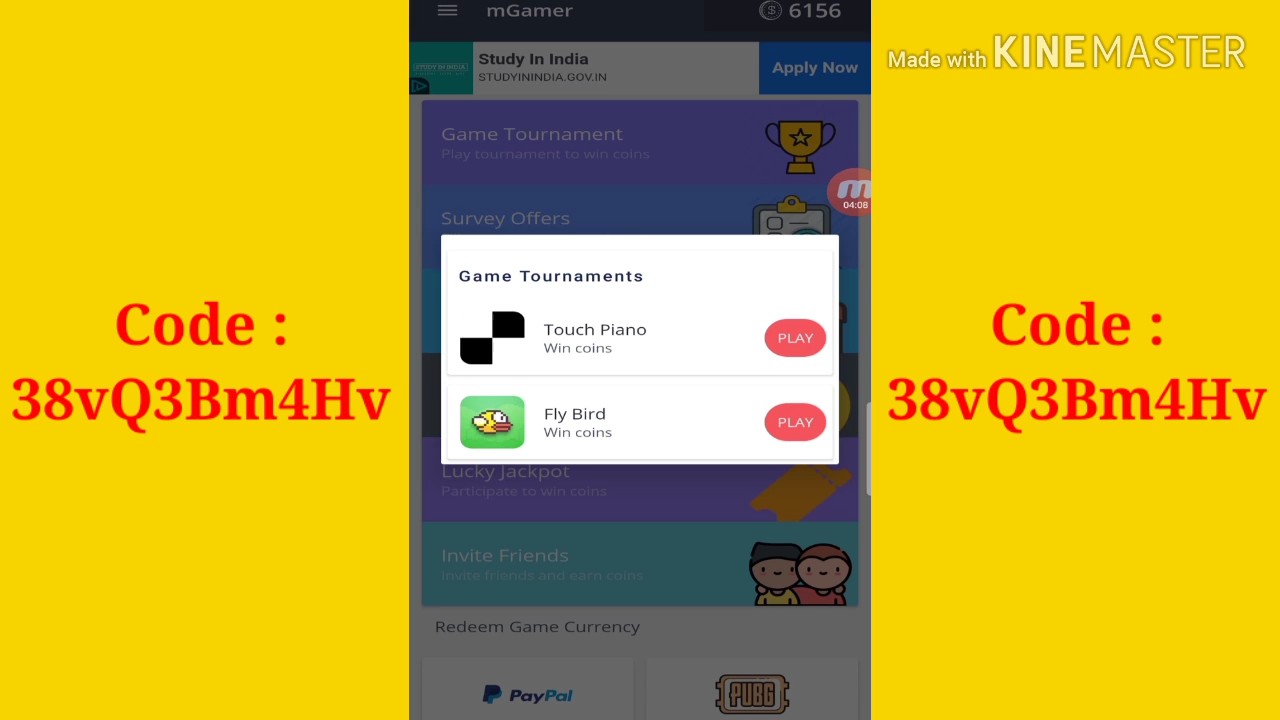 mGamer
6156
Made with KINEMASTER
STUDY IN INDIA
Study In India
STUDYININDIA.GOV.IN
Apply Now
Game Tournament
Play tournament to win coins
04:08
Survey Offers
Game Tournaments
Touch Piano
Win coins
PLAY
Fly Bird
Win coins
PLAY
Code :
38vQ3Bm4Hv
Code :
38vQ3Bm4Hv
Lucky Jackpot
Participate to win coins
Invite Friends
Invite friends and earn coins
Redeem Game Currency
PayPal
PUBG